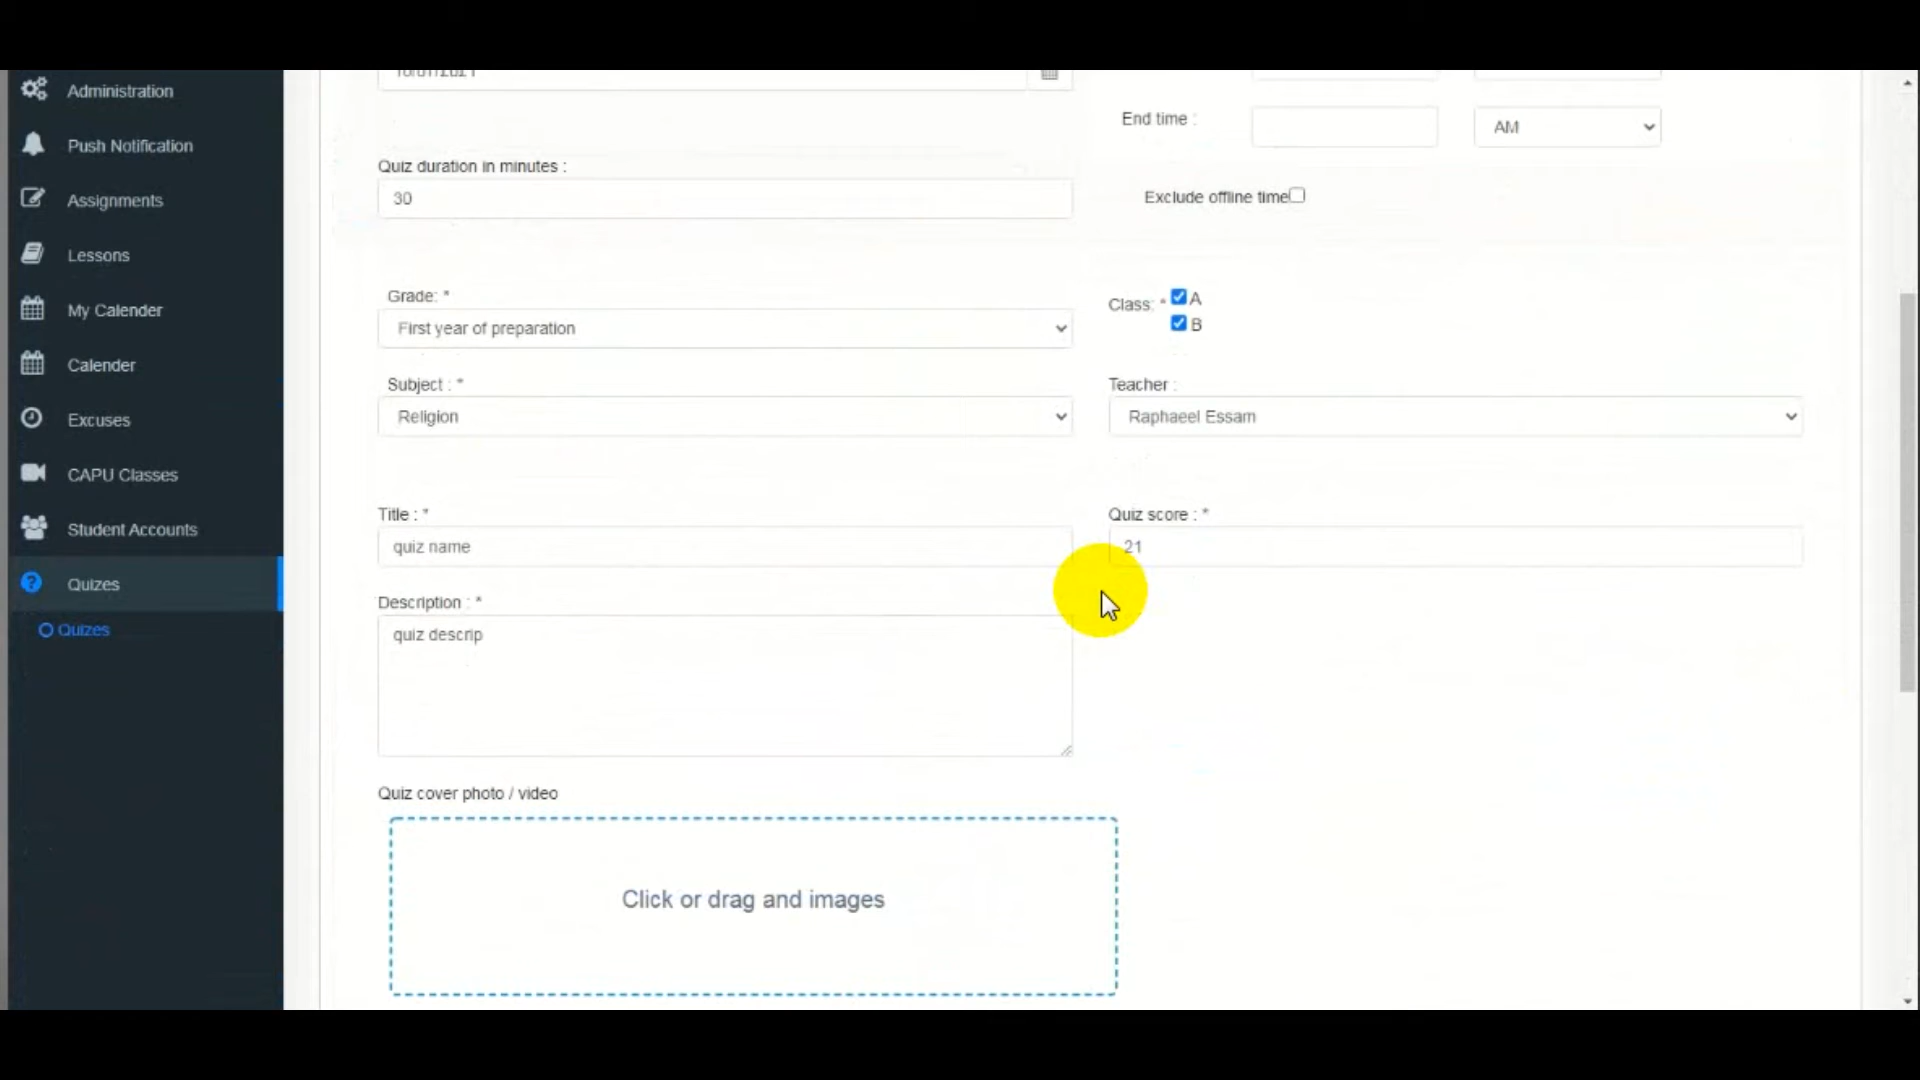 Administration
Push Notification
Assignments
Lessons
My Calender
Calender
Excuses
CAPU Classes
Student Accounts
Quizes
Quizes
End time :
AM
Quiz duration in minutes :
30
Exclude offline time
Grade: *
First year of preparation
Class: *
A
B
Subject : *
Religion
Teacher :
Raphaeel Essam
Title : *
quiz name
Quiz score : *
21
Description : *
quiz descrip
Quiz cover photo / video
Click or drag and images